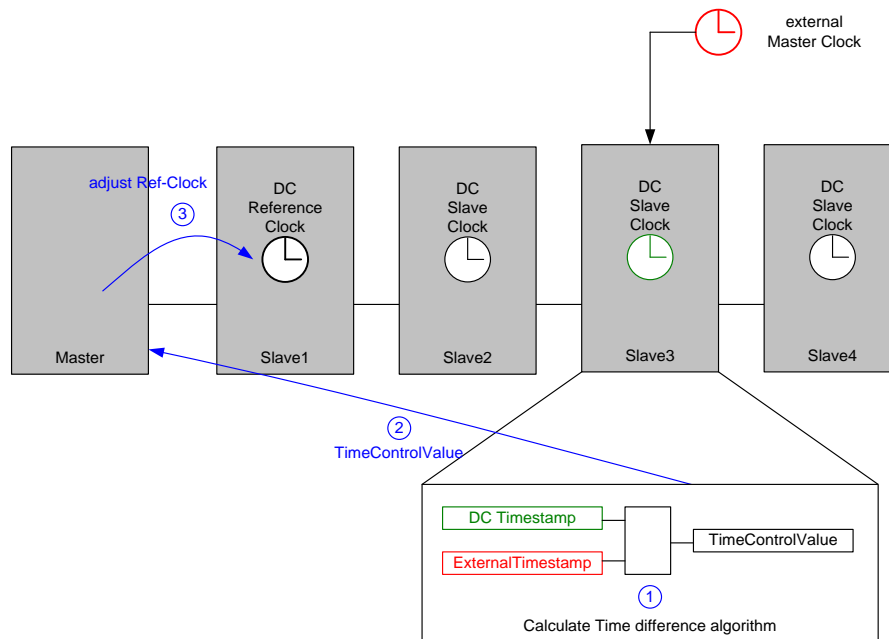 external
Master Clock
adjust Ref-Clock
3
DC
Reference
Clock
DC
Slave
Clock
DC
Slave
Clock
DC
Slave
Clock
Master
Slave1
Slave2
Slave3
Slave4
2
TimeControlValue
DC Timestamp
TimeControlValue
ExternalTimestamp
1
Calculate Time difference algorithm